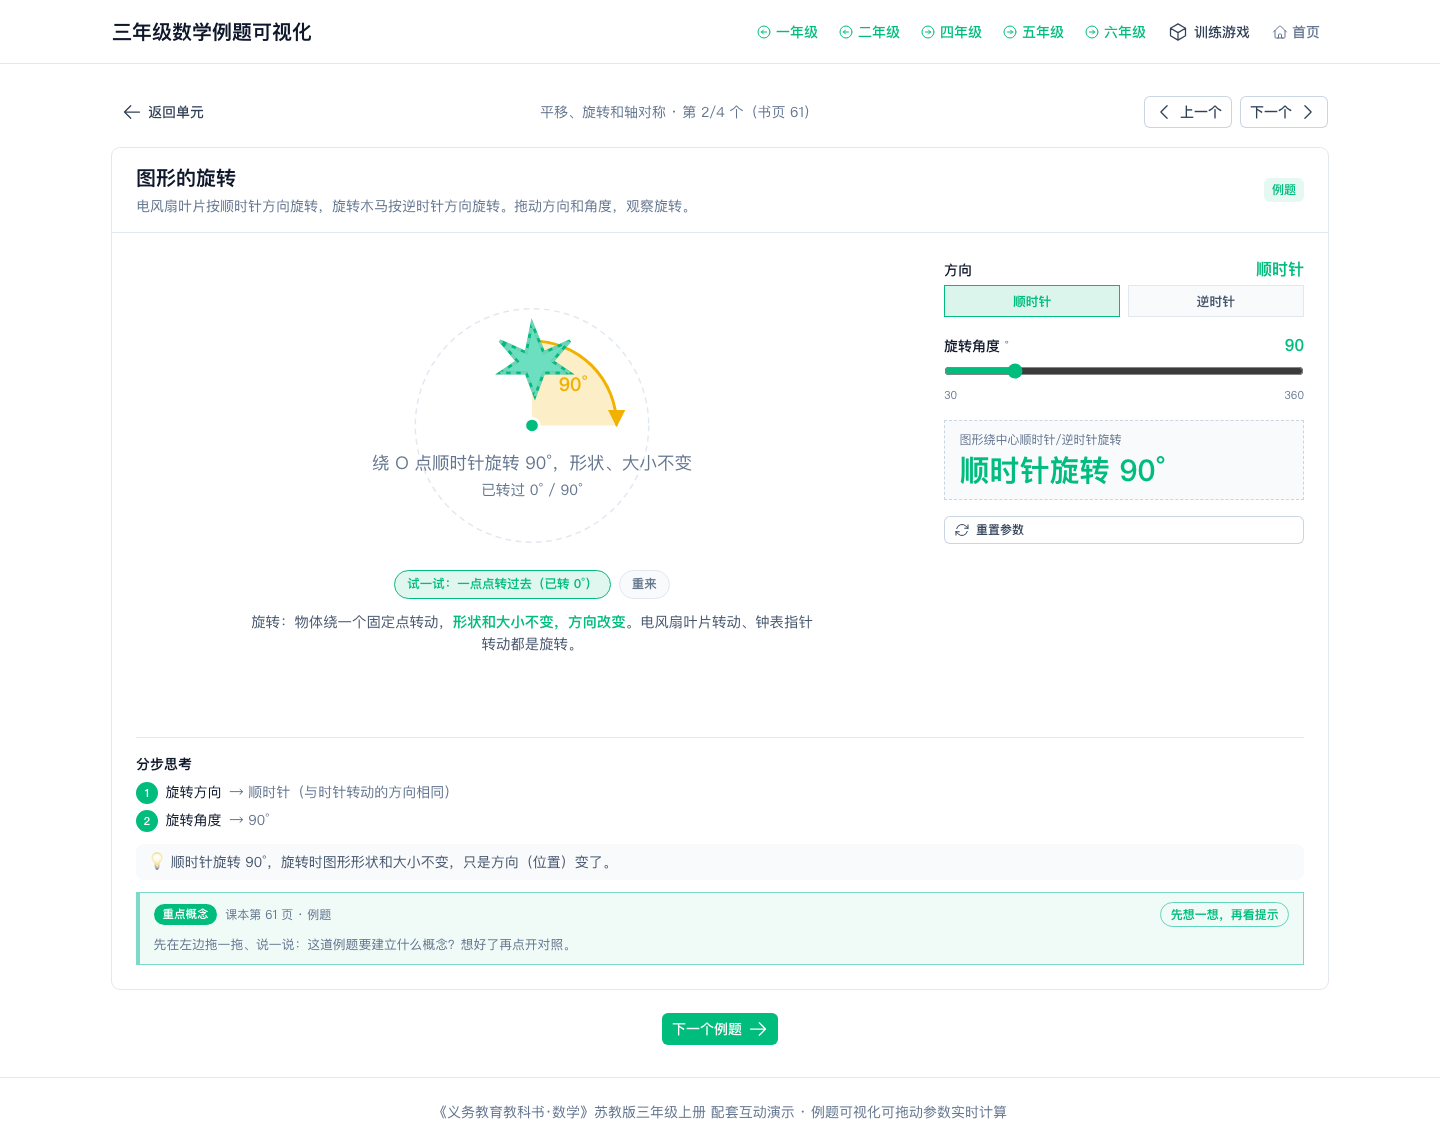 三年级数学例题可视化
一年级
二年级
四年级
五年级
六年级
训练游戏
首页
返回单元
平移、旋转和轴对称 · 第 2/4 个（书页 61）
上一个
下一个
图形的旋转
电风扇叶片按顺时针方向旋转，旋转木马按逆时针方向旋转。拖动方向和角度，观察旋转。
例题
90°
绕 O 点顺时针旋转 90°，形状、大小不变
已转过 0° / 90°
试一试：一点点转过去（已转 0°）
重来
旋转：物体绕一个固定点转动，形状和大小不变，方向改变。电风扇叶片转动、钟表指针
转动都是旋转。
方向
顺时针
顺时针
逆时针
旋转角度 °
90
30
360
图形绕中心顺时针/逆时针旋转
顺时针旋转 90°
重置参数
分步思考
1 旋转方向 → 顺时针（与时针转动的方向相同）
2 旋转角度 → 90°
顺时针旋转 90°，旋转时图形形状和大小不变，只是方向（位置）变了。
重点概念 课本第 61 页 · 例题
先想一想，再看提示
先在左边拖一拖、说一说：这道例题要建立什么概念？想好了再点开对照。
下一个例题 →
《义务教育教科书·数学》苏教版三年级上册 配套互动演示 · 例题可视化可拖动参数实时计算